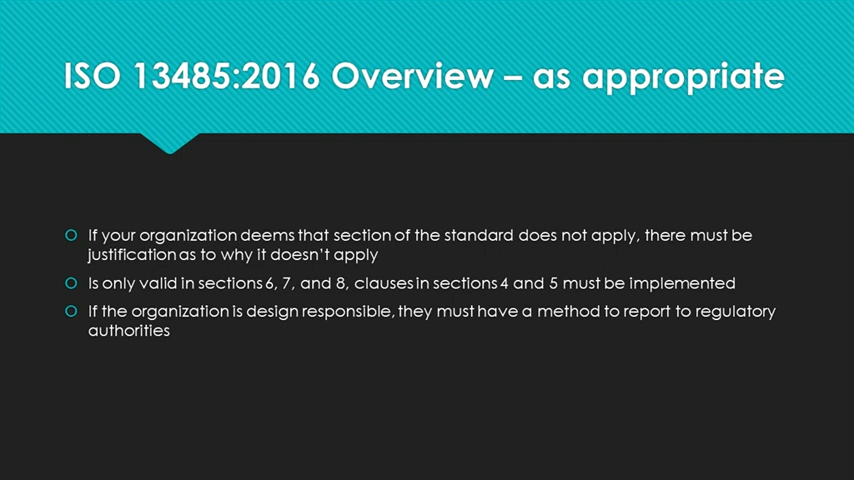 ISO 13485:2016 Overview – as appropriate
If your organization deems that section of the standard does not apply, there must be
justification as to why it doesn't apply
Is only valid in sections 6, 7, and 8, clauses in sections 4 and 5 must be implemented
If the organization is design responsible, they must have a method to report to regulatory
authorities